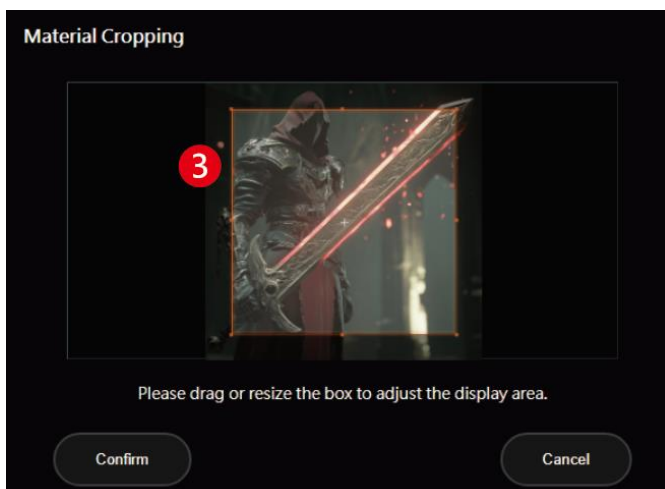 Material Cropping
3
Please drag or resize the box to adjust the display area.
Confirm
Cancel